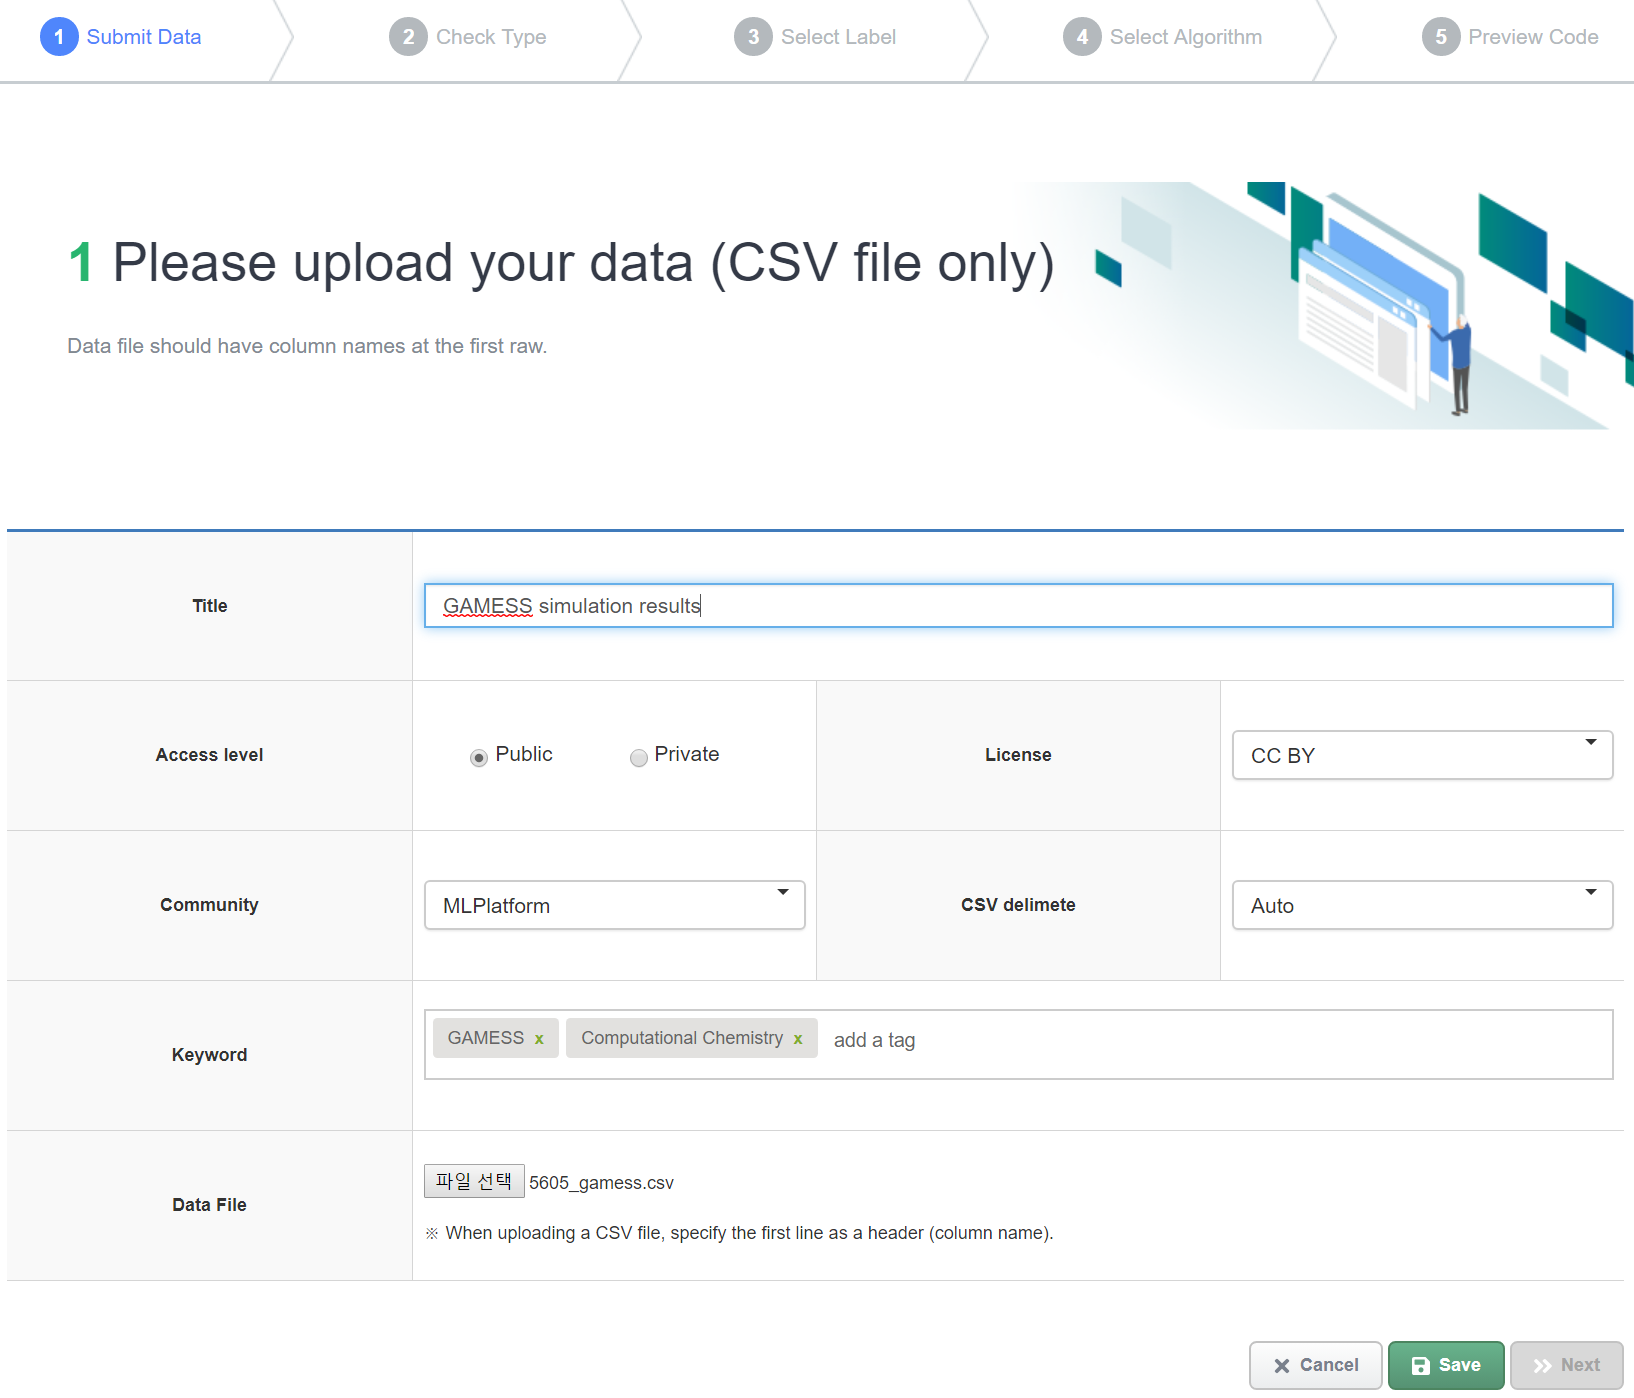 1 Submit Data
2 Check Type
3 Select Label
4 Select Algorithm
5 Preview Code
1 Please upload your data (CSV file only)
Data file should have column names at the first raw.
Title
GAMESS simulation results
Access level
Public
Private
License
CC BY
Community
MLPlatform
CSV delimete
Auto
Keyword
GAMESS x
Computational Chemistry x
add a tag
Data File
파일 선택 5605_gamess.csv
※ When uploading a CSV file, specify the first line as a header (column name).
Cancel
Save
Next